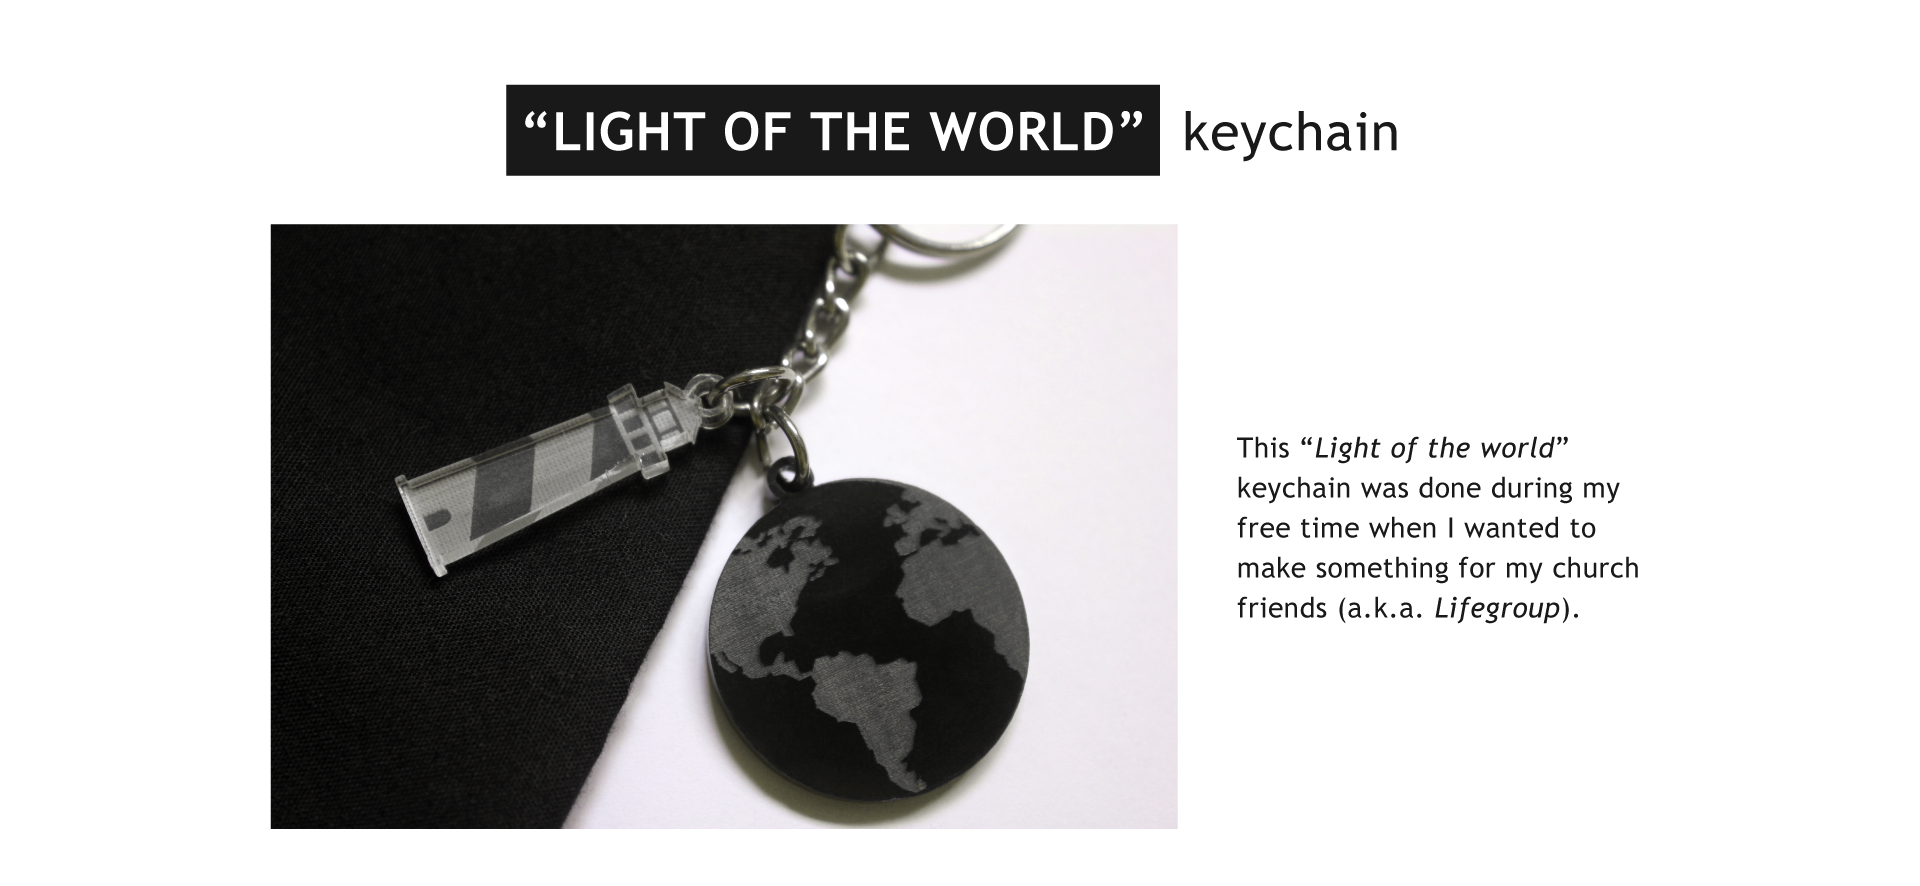 “LIGHT OF THE WORLD” keychain
This “Light of the world”
keychain was done during my
free time when I wanted to
make something for my church
friends (a.k.a. Lifegroup).